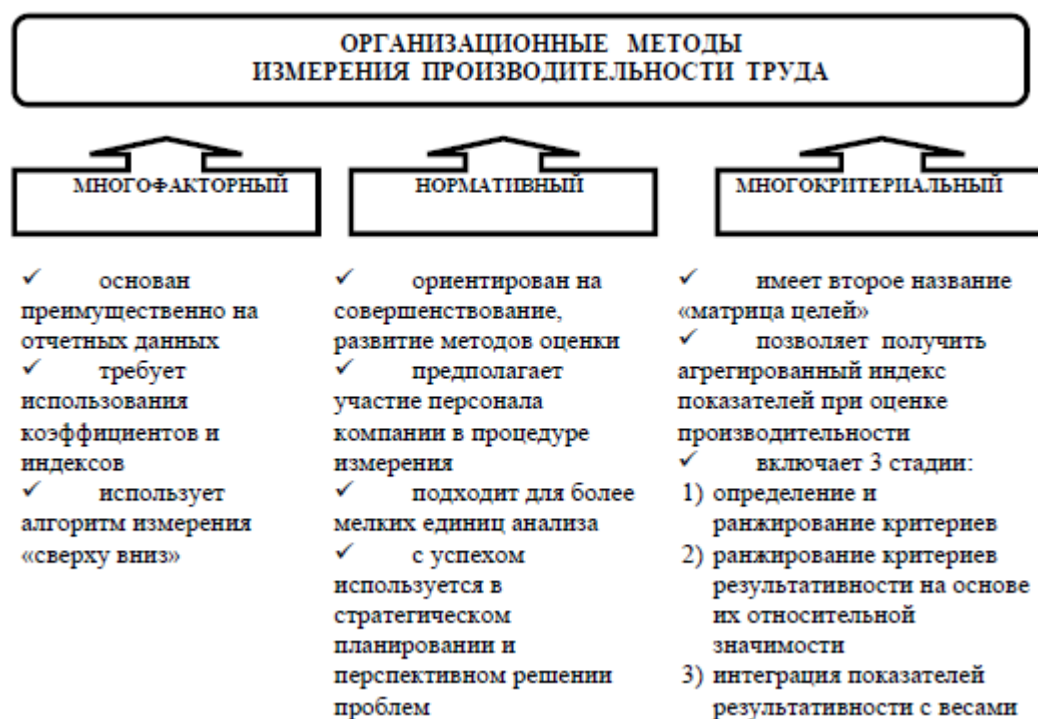 ОРГАНИЗАЦИОННЫЕ МЕТОДЫ
ИЗМЕРЕНИЯ ПРОИЗВОДИТЕЛЬНОСТИ ТРУДА
МНОГОФАКТОРНЫЙ
✓ основан
преимущественно на
отчетных данных
✓ требует
использования
коэффициентов и
индексов
✓ использует
алгоритм измерения
«сверху вниз»
НОРМАТИВНЫЙ
✓ ориентирован на
совершенствование,
развитие методов оценки
✓ предполагает
участие персонала
компании в процедуре
измерения
✓ подходит для более
мелких единиц анализа
✓ с успехом
используется в
стратегическом
планировании и
перспективном решении
проблем
МНОГОКРИТЕРИАЛЬНЫЙ
✓ имеет второе название
«матрица целей»
✓ позволяет получить
агрегированный индекс
показателей при оценке
производительности
✓ включает 3 стадии:
1) определение и
ранжирование критериев
2) ранжирование критериев
результативности на основе
их относительной
значимости
3) интеграция показателей
результативности с весами